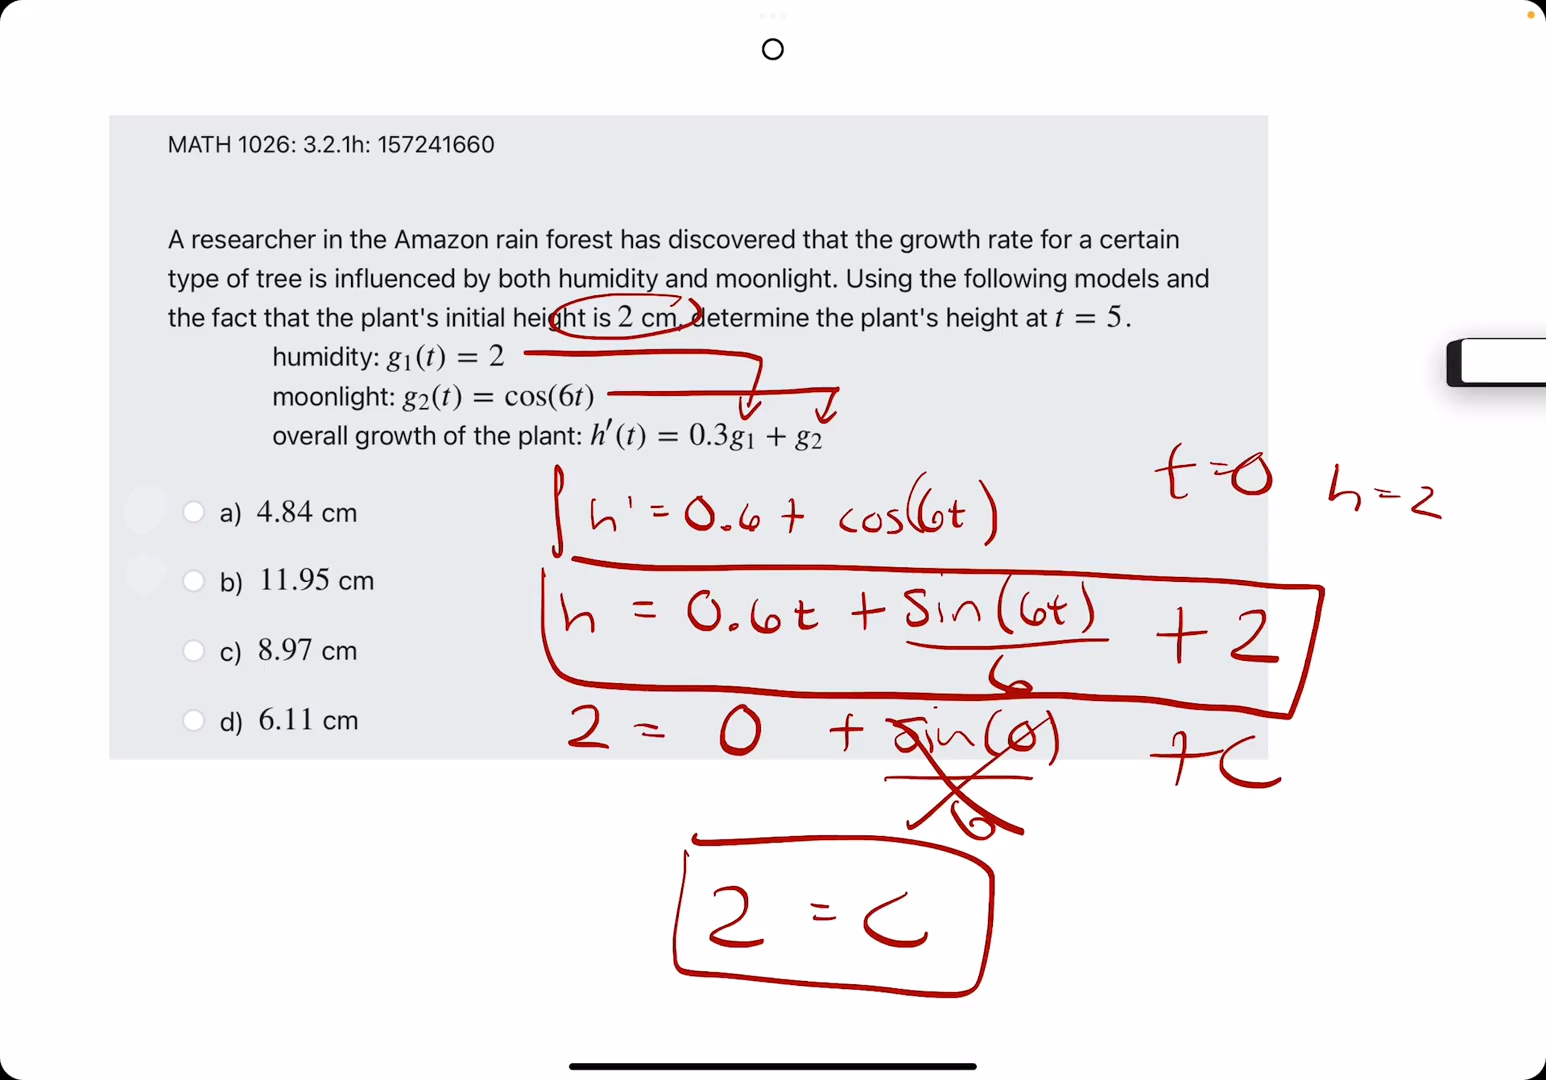 MATH 1026: 3.2.1h: 157241660
A researcher in the Amazon rain forest has discovered that the growth rate for a certain
type of tree is influenced by both humidity and moonlight. Using the following models and
the fact that the plant's initial height is 2 cm, determine the plant's height at t = 5.
humidity: g₁(t) = 2
moonlight: g₂(t) = cos(6t)
overall growth of the plant: h′(t) = 0.3g₁ + g₂
t=0 h=2
a) 4.84 cm
∫ h' = 0.6 + cos(6t)
b) 11.95 cm
h = 0.6t + sin(6t)/6 + 2
c) 8.97 cm
d) 6.11 cm
2 = 0 + sin(0)/6 + C
2 = C